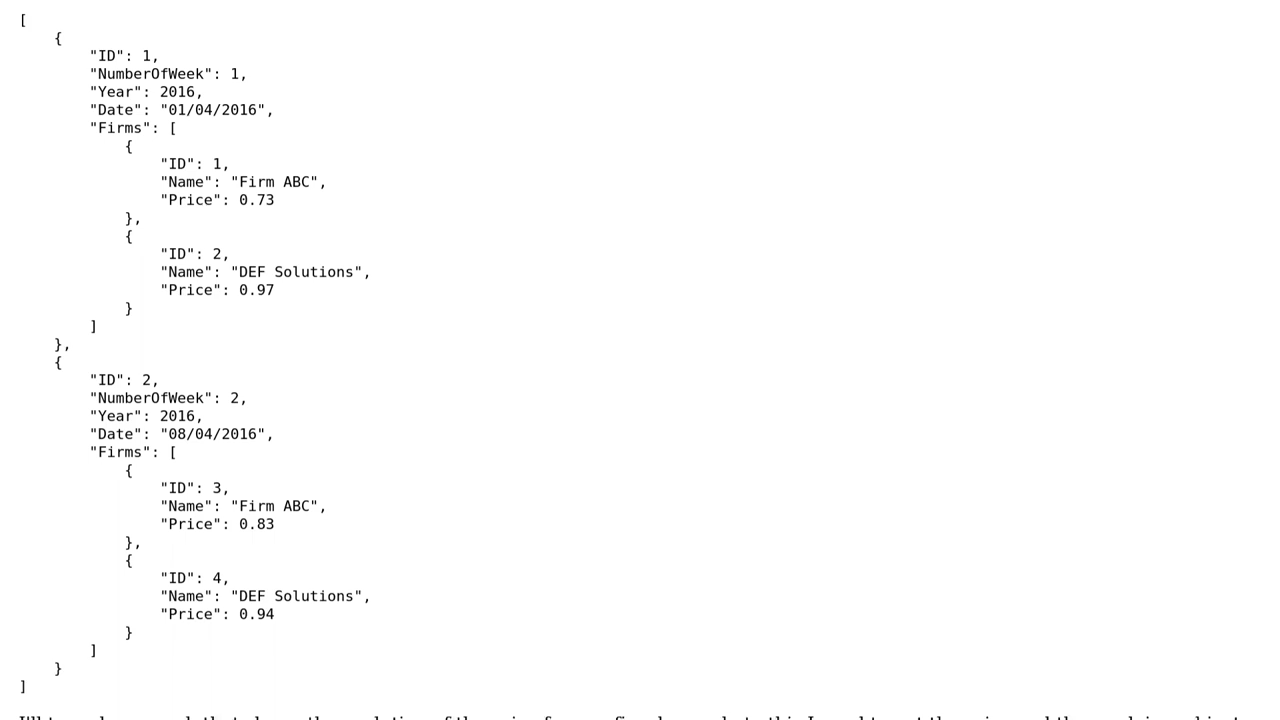 [
    {
        "ID": 1,
        "NumberOfWeek": 1,
        "Year": 2016,
        "Date": "01/04/2016",
        "Firms": [
            {
                "ID": 1,
                "Name": "Firm ABC",
                "Price": 0.73
            },
            {
                "ID": 2,
                "Name": "DEF Solutions",
                "Price": 0.97
            }
        ]
    },
    {
        "ID": 2,
        "NumberOfWeek": 2,
        "Year": 2016,
        "Date": "08/04/2016",
        "Firms": [
            {
                "ID": 3,
                "Name": "Firm ABC",
                "Price": 0.83
            },
            {
                "ID": 4,
                "Name": "DEF Solutions",
                "Price": 0.94
            }
        ]
    }
]